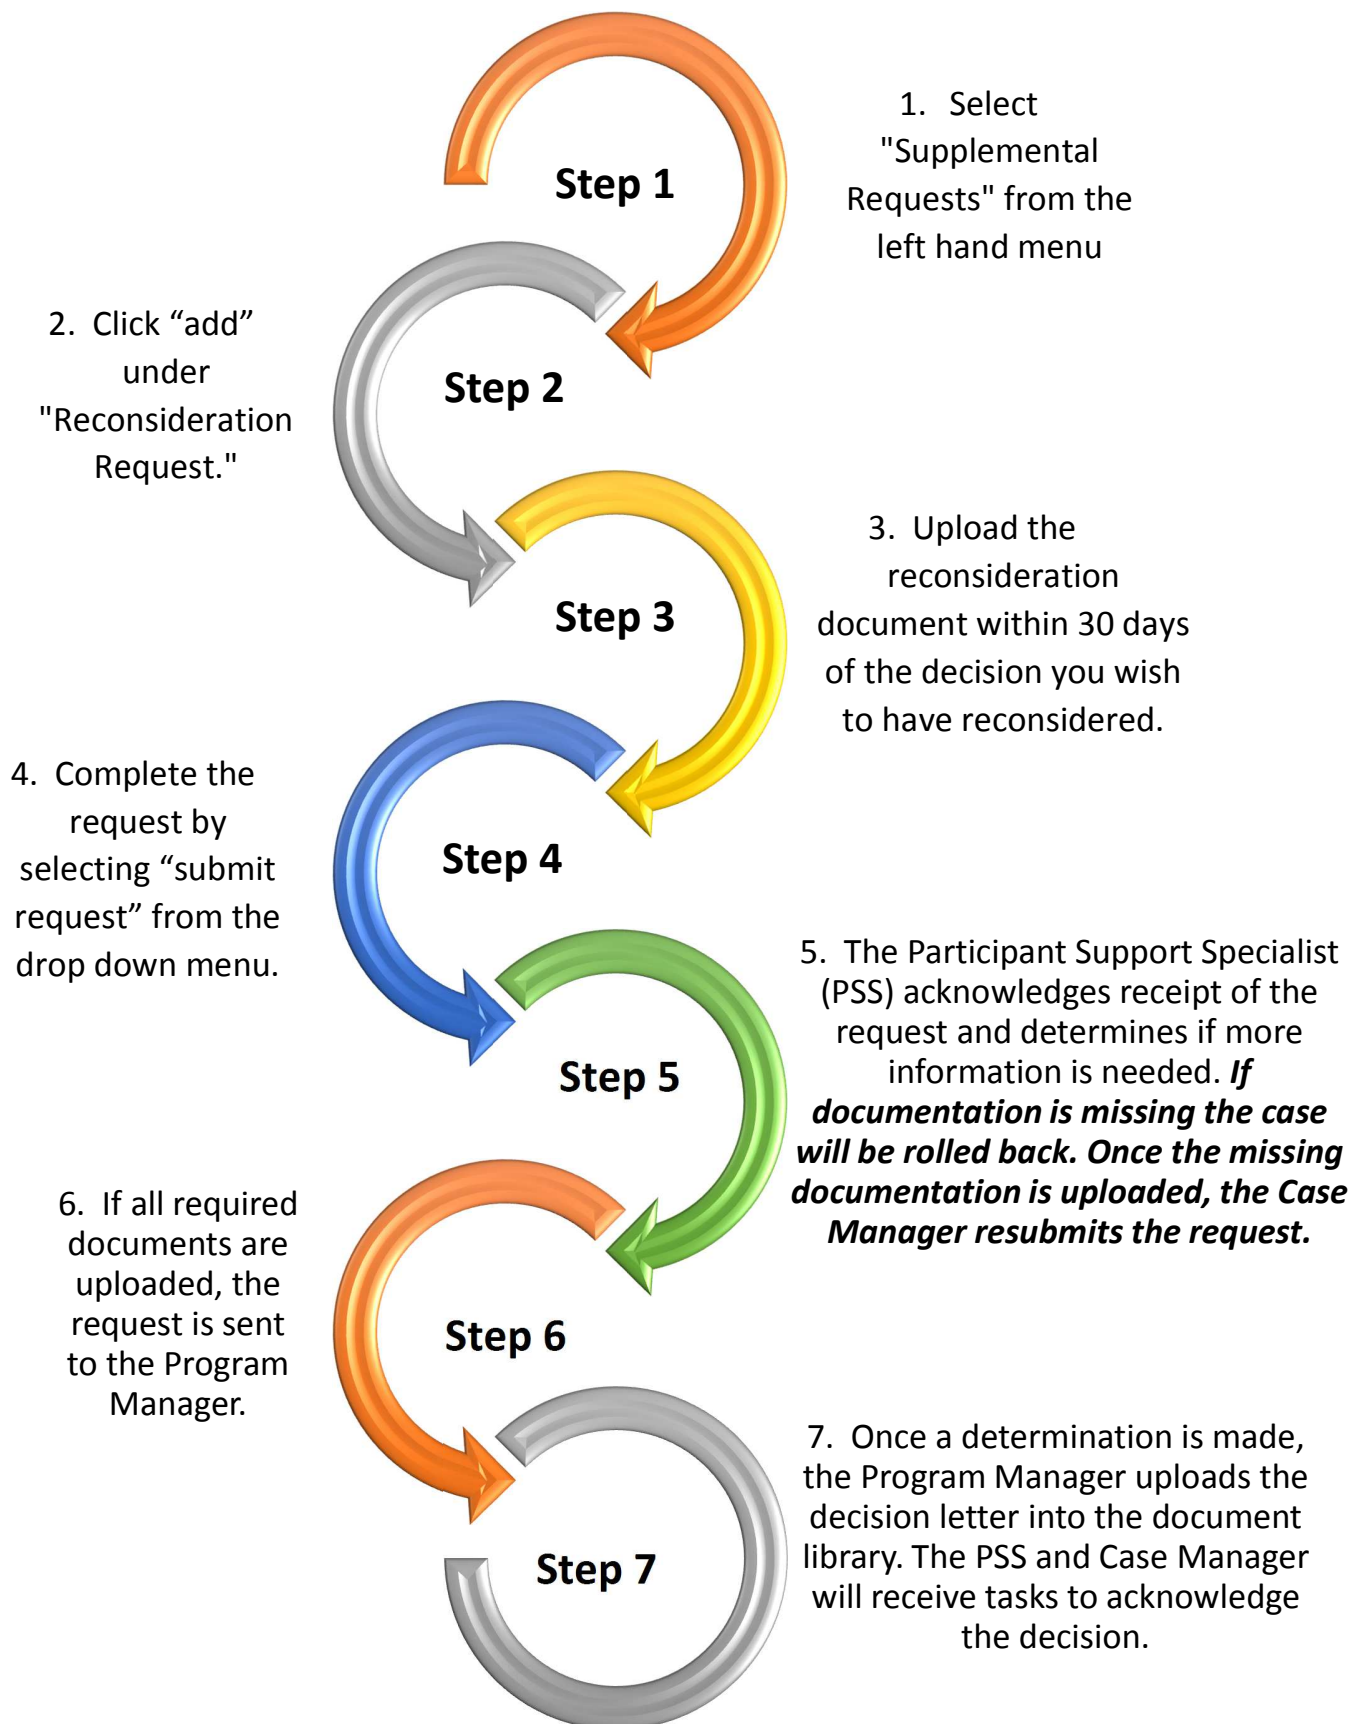 Step 1
1. Select
"Supplemental
Requests" from the
left hand menu
Step 2
2. Click “add”
under
"Reconsideration
Request."
Step 3
3. Upload the
reconsideration
document within 30 days
of the decision you wish
to have reconsidered.
Step 4
4. Complete the
request by
selecting “submit
request” from the
drop down menu.
Step 5
5. The Participant Support Specialist
(PSS) acknowledges receipt of the
request and determines if more
information is needed. If
documentation is missing the case
will be rolled back. Once the missing
documentation is uploaded, the Case
Manager resubmits the request.
Step 6
6. If all required
documents are
uploaded, the
request is sent
to the Program
Manager.
Step 7
7. Once a determination is made,
the Program Manager uploads the
decision letter into the document
library. The PSS and Case Manager
will receive tasks to acknowledge
the decision.